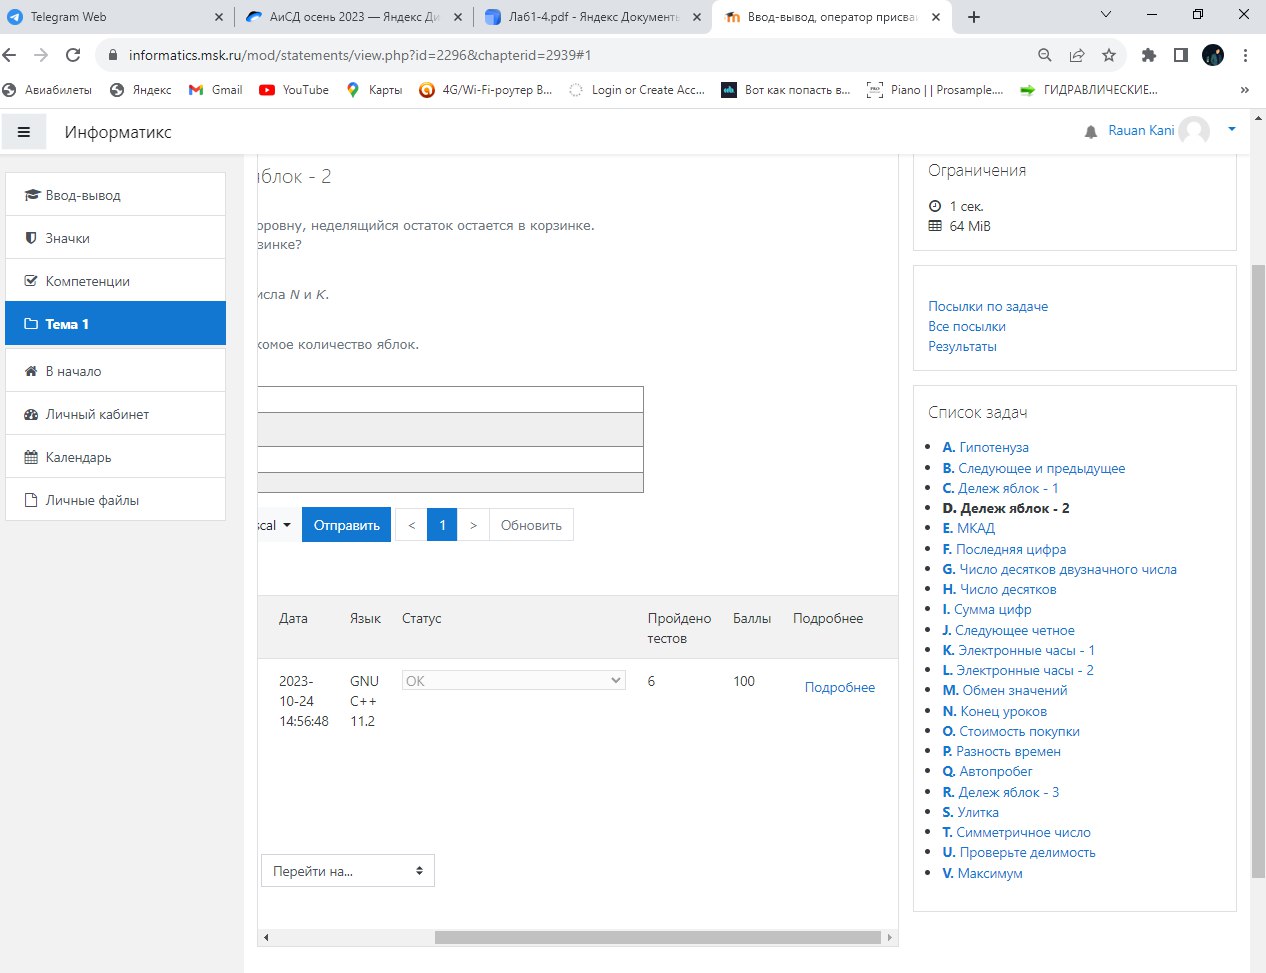 Telegram Web
АиСД осень 2023 — Яндекс Ди
Лаб1-4.pdf - Яндекс Документы
Ввод-вывод, оператор присва
informatics.msk.ru/mod/statements/view.php?id=2296&chapterid=2939#1
Авиабилеты
Яндекс
Gmail
YouTube
Карты
4G/Wi-Fi-роутер B...
Login or Create Acc...
Вот как попасть в...
Piano | | Prosample....
ГИДРАВЛИЧЕСКИЕ...
»
Информатикс
Rauan Kani
Ввод-вывод
Значки
Компетенции
Тема 1
В начало
Личный кабинет
Календарь
Личные файлы
яблок - 2
оровну, неделящийся остаток остается в корзинке.
зинке?
исла N и K.
комое количество яблок.
scal
Отправить
<
1
>
Обновить
Дата
Язык
Статус
Пройдено
тестов
Баллы
Подробнее
2023-
10-24
14:56:48
GNU
C++
11.2
OK
6
100
Подробнее
Перейти на...
Ограничения
1 сек.
64 MiB
Посылки по задаче
Все посылки
Результаты
Список задач
A. Гипотенуза
B. Следующее и предыдущее
C. Дележ яблок - 1
D. Дележ яблок - 2
E. МКАД
F. Последняя цифра
G. Число десятков двузначного числа
H. Число десятков
I. Сумма цифр
J. Следующее четное
K. Электронные часы - 1
L. Электронные часы - 2
M. Обмен значений
N. Конец уроков
O. Стоимость покупки
P. Разность времен
Q. Автопробег
R. Дележ яблок - 3
S. Улитка
T. Симметричное число
U. Проверьте делимость
V. Максимум